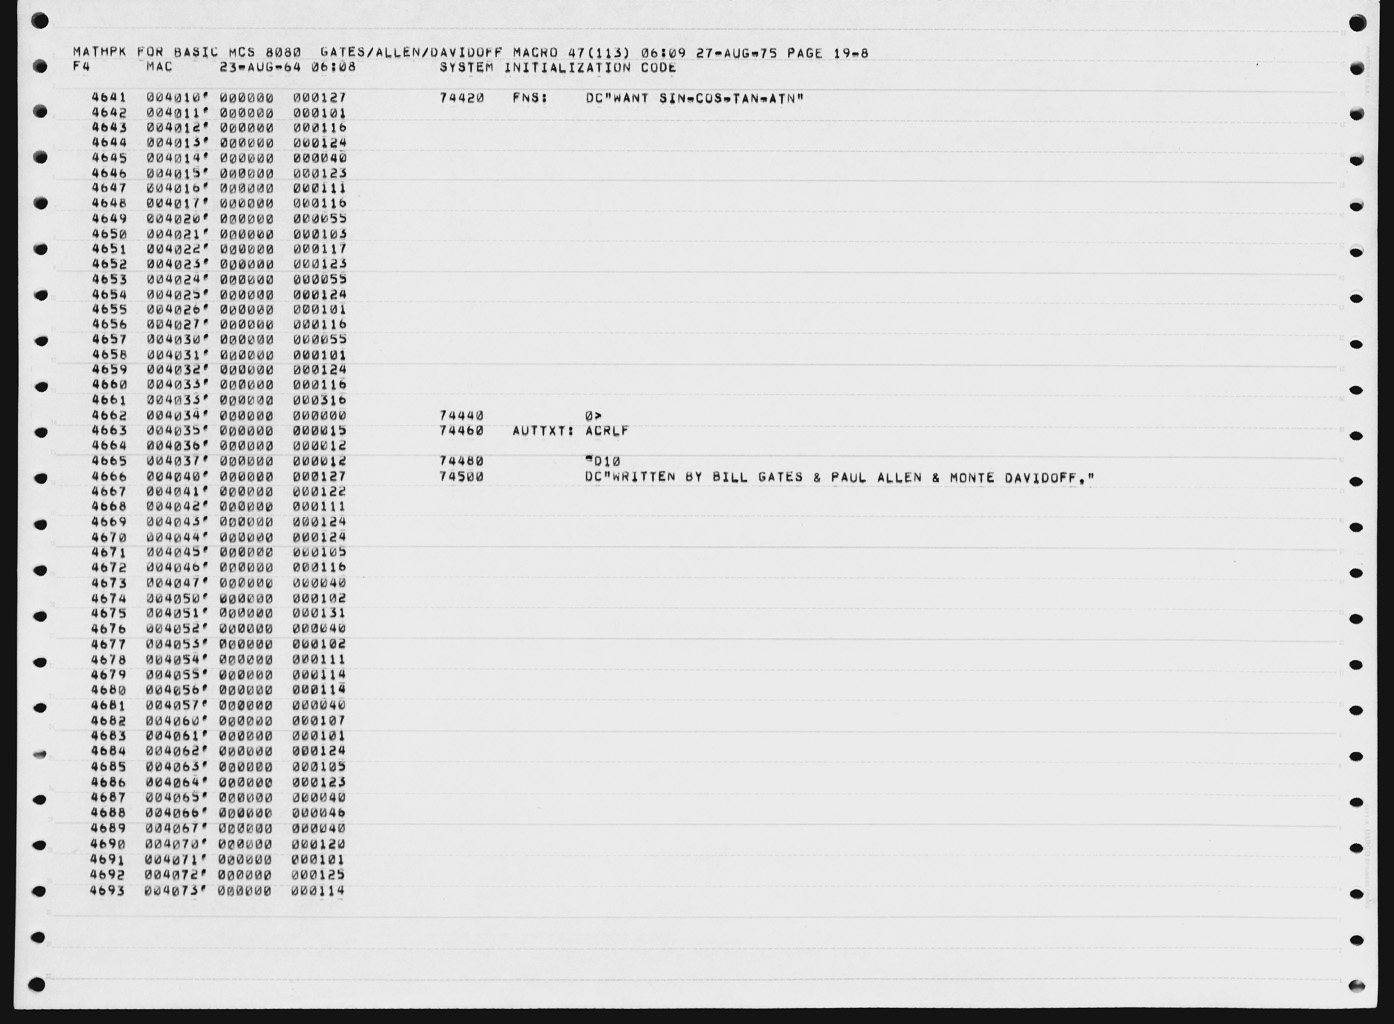 MATHPK FOR BASIC MCS 8080  GATES/ALLEN/DAVIDOFF MACRO 47(113) 06:09 27-AUG-75 PAGE 19-8
F4      MAC     23-AUG-64 06:08         SYSTEM INITIALIZATION CODE
4641 004010' 000000 000127 74420 FNS: DC"WANT SIN-COS-TAN-ATN"
4642 004011' 000000 000101
4643 004012' 000000 000116
4644 004013' 000000 000124
4645 004014' 000000 000040
4646 004015' 000000 000123
4647 004016' 000000 000111
4648 004017' 000000 000116
4649 004020' 000000 000055
4650 004021' 000000 000103
4651 004022' 000000 000117
4652 004023' 000000 000123
4653 004024' 000000 000055
4654 004025' 000000 000124
4655 004026' 000000 000101
4656 004027' 000000 000116
4657 004030' 000000 000055
4658 004031' 000000 000101
4659 004032' 000000 000124
4660 004033' 000000 000116
4661 004033' 000000 000316
4662 004034' 000000 000000 74440 0>
4663 004035' 000000 000015 74460 AUTTXT: ACRLF
4664 004036' 000000 000012
4665 004037' 000000 000012 74480 ^D10
4666 004040' 000000 000127 74500 DC"WRITTEN BY BILL GATES & PAUL ALLEN & MONTE DAVIDOFF."
4667 004041' 000000 000122
4668 004042' 000000 000111
4669 004043' 000000 000124
4670 004044' 000000 000124
4671 004045' 000000 000105
4672 004046' 000000 000116
4673 004047' 000000 000040
4674 004050' 000000 000102
4675 004051' 000000 000131
4676 004052' 000000 000040
4677 004053' 000000 000102
4678 004054' 000000 000111
4679 004055' 000000 000114
4680 004056' 000000 000114
4681 004057' 000000 000040
4682 004060' 000000 000107
4683 004061' 000000 000101
4684 004062' 000000 000124
4685 004063' 000000 000105
4686 004064' 000000 000123
4687 004065' 000000 000040
4688 004066' 000000 000046
4689 004067' 000000 000040
4690 004070' 000000 000120
4691 004071' 000000 000101
4692 004072' 000000 000125
4693 004073' 000000 000114